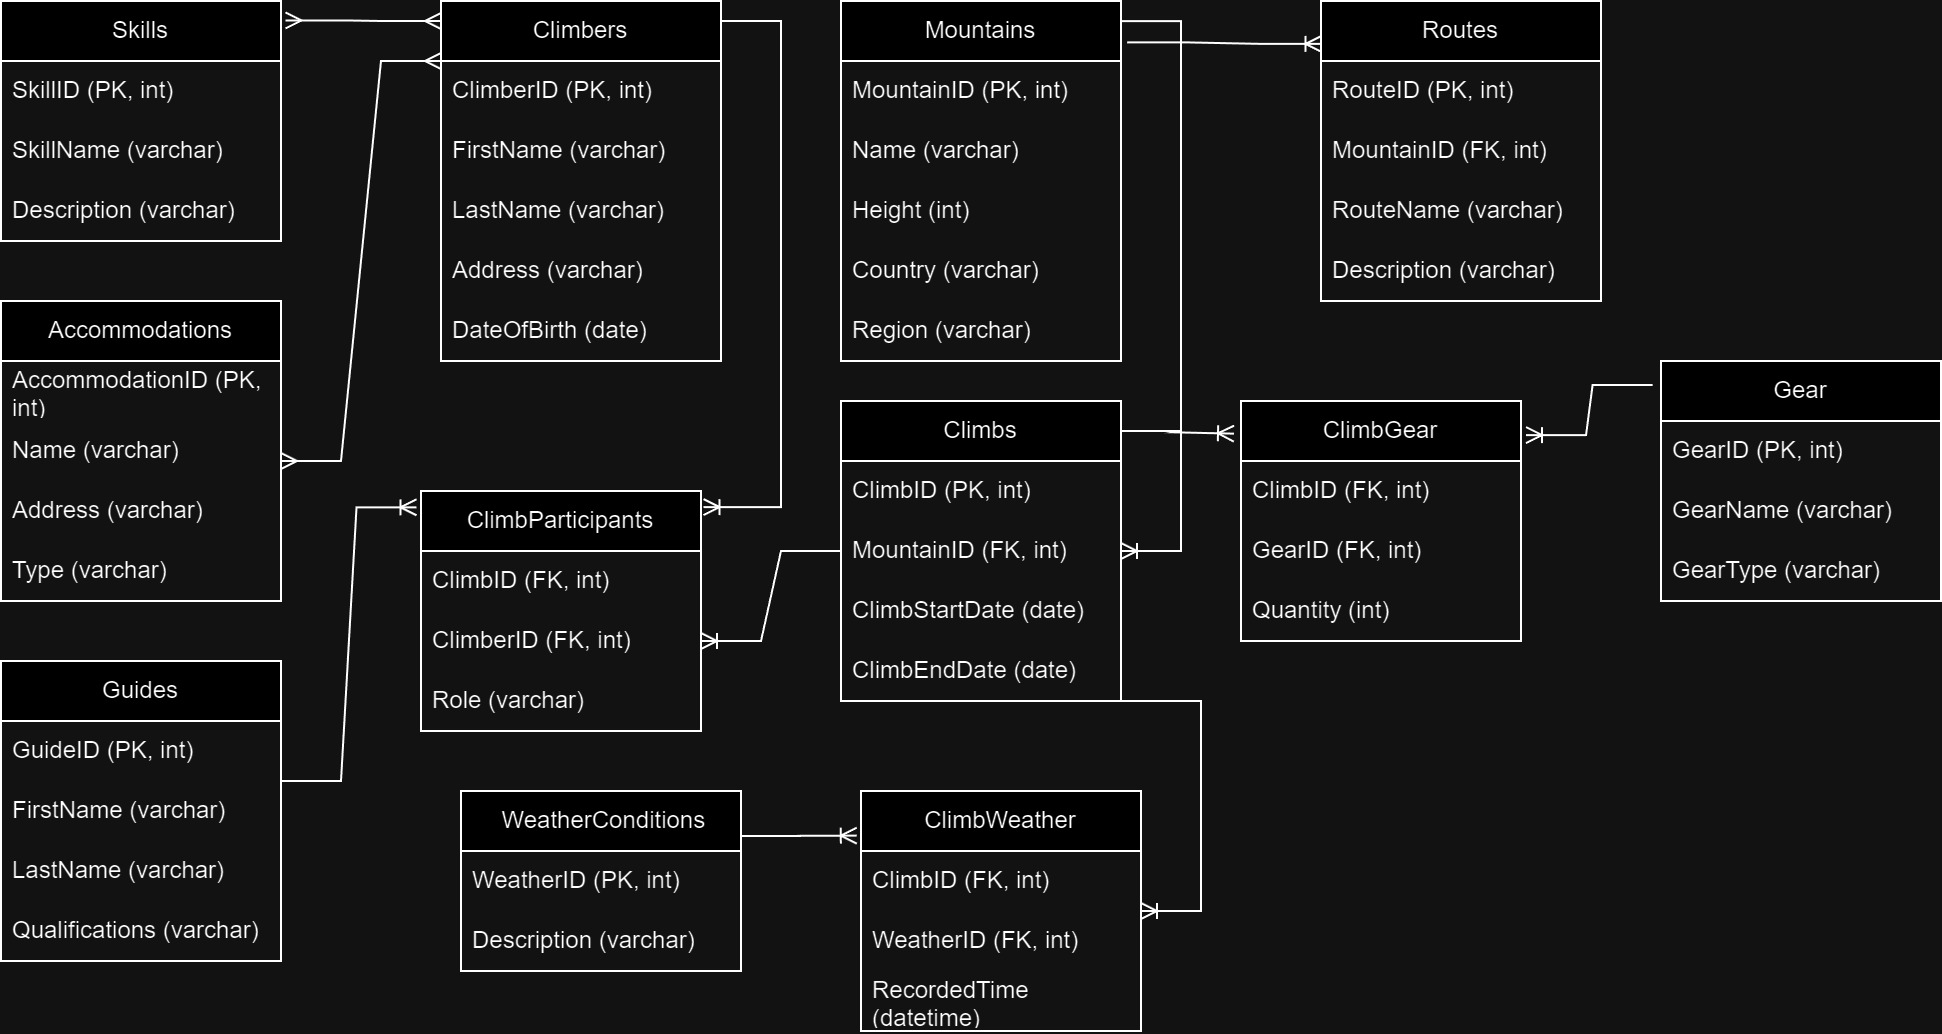 Skills
SkillID (PK, int)
SkillName (varchar)
Description (varchar)
Climbers
ClimberID (PK, int)
FirstName (varchar)
LastName (varchar)
Address (varchar)
DateOfBirth (date)
Mountains
MountainID (PK, int)
Name (varchar)
Height (int)
Country (varchar)
Region (varchar)
Routes
RouteID (PK, int)
MountainID (FK, int)
RouteName (varchar)
Description (varchar)
Accommodations
AccommodationID (PK,
int)
Name (varchar)
Address (varchar)
Type (varchar)
ClimbParticipants
ClimbID (FK, int)
ClimberID (FK, int)
Role (varchar)
Climbs
ClimbID (PK, int)
MountainID (FK, int)
ClimbStartDate (date)
ClimbEndDate (date)
ClimbGear
ClimbID (FK, int)
GearID (FK, int)
Quantity (int)
Gear
GearID (PK, int)
GearName (varchar)
GearType (varchar)
Guides
GuideID (PK, int)
FirstName (varchar)
LastName (varchar)
Qualifications (varchar)
WeatherConditions
WeatherID (PK, int)
Description (varchar)
ClimbWeather
ClimbID (FK, int)
WeatherID (FK, int)
RecordedTime
(datetime)